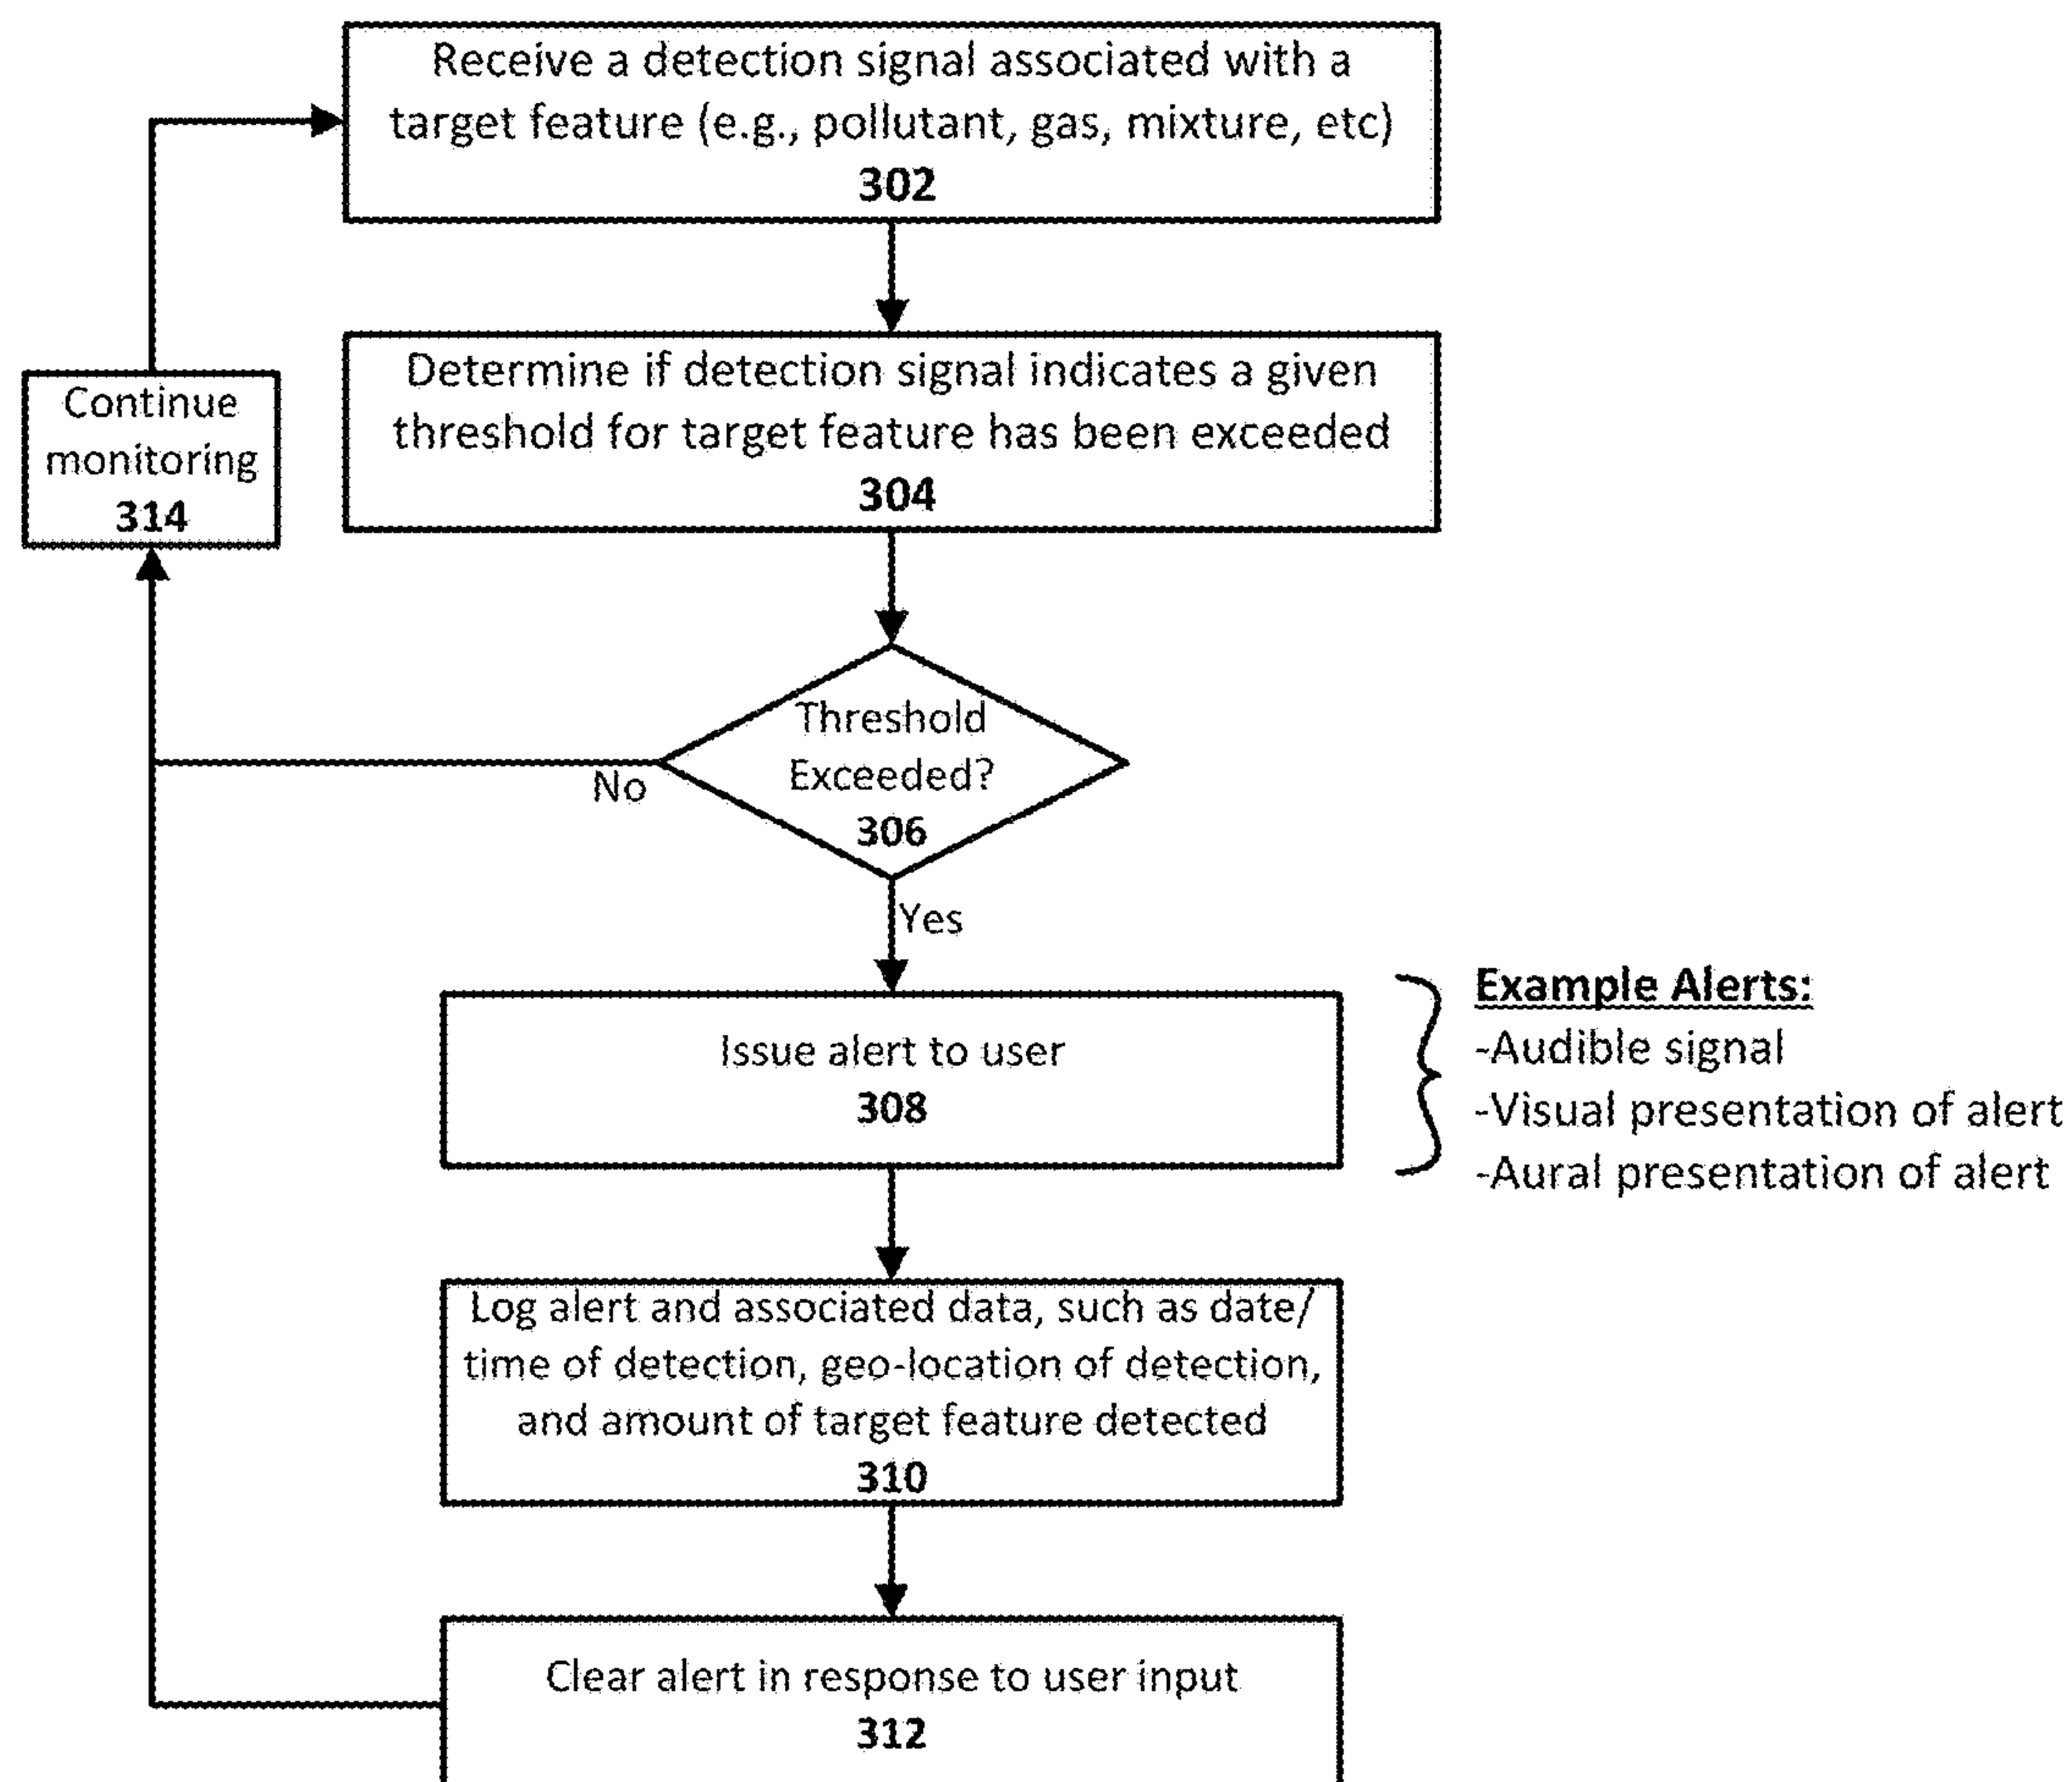 Receive a detection signal associated with a
target feature (e.g., pollutant, gas, mixture, etc)
302
Determine if detection signal indicates a given
threshold for target feature has been exceeded
304
Continue
monitoring
314
Threshold
Exceeded?
306
No
Yes
Issue alert to user
308
Example Alerts:
-Audible signal
-Visual presentation of alert
-Aural presentation of alert
Log alert and associated data, such as date/
time of detection, geo-location of detection,
and amount of target feature detected
310
Clear alert in response to user input
312